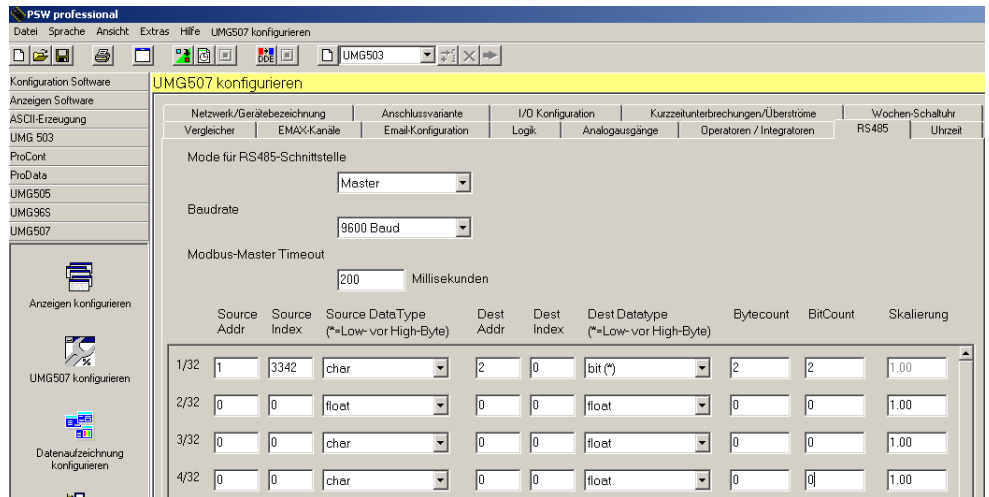 PSW professional
Datei Sprache Ansicht Extras Hilfe UMG507 konfigurieren
DDE UMG503
Konfiguration Software
Anzeigen Software
ASCII-Erzeugung
UMG 503
ProCont
ProData
UMG505
UMG96S
UMG507
Anzeigen konfigurieren
UMG507 konfigurieren
Datenaufzeichnung
konfigurieren
UMG507 konfigurieren
Netzwerk/Gerätebezeichnung Anschlussvariante I/O Konfiguration Kurzzeitunterbrechungen/Überströme Wochen-Schaltuhr
Vergleicher EMAX-Kanäle Email-Konfiguration Logik Analogausgänge Operatoren / Integratoren RS485 Uhrzeit
Mode für RS485-Schnittstelle
Master
Baudrate
9600 Baud
Modbus-Master Timeout
200 Millisekunden
Source Source Source DataType Dest Dest Dest Datatype Bytecount BitCount Skalierung
Addr Index (*=Low- vor High-Byte) Addr Index (*=Low- vor High-Byte)
1/32 1 3342 char 2 0 bit (*) 2 2 1.00
2/32 0 0 float 0 0 float 0 0 1.00
3/32 0 0 char 0 0 float 0 0 1.00
4/32 0 0 char 0 0 float 0 0 1.00